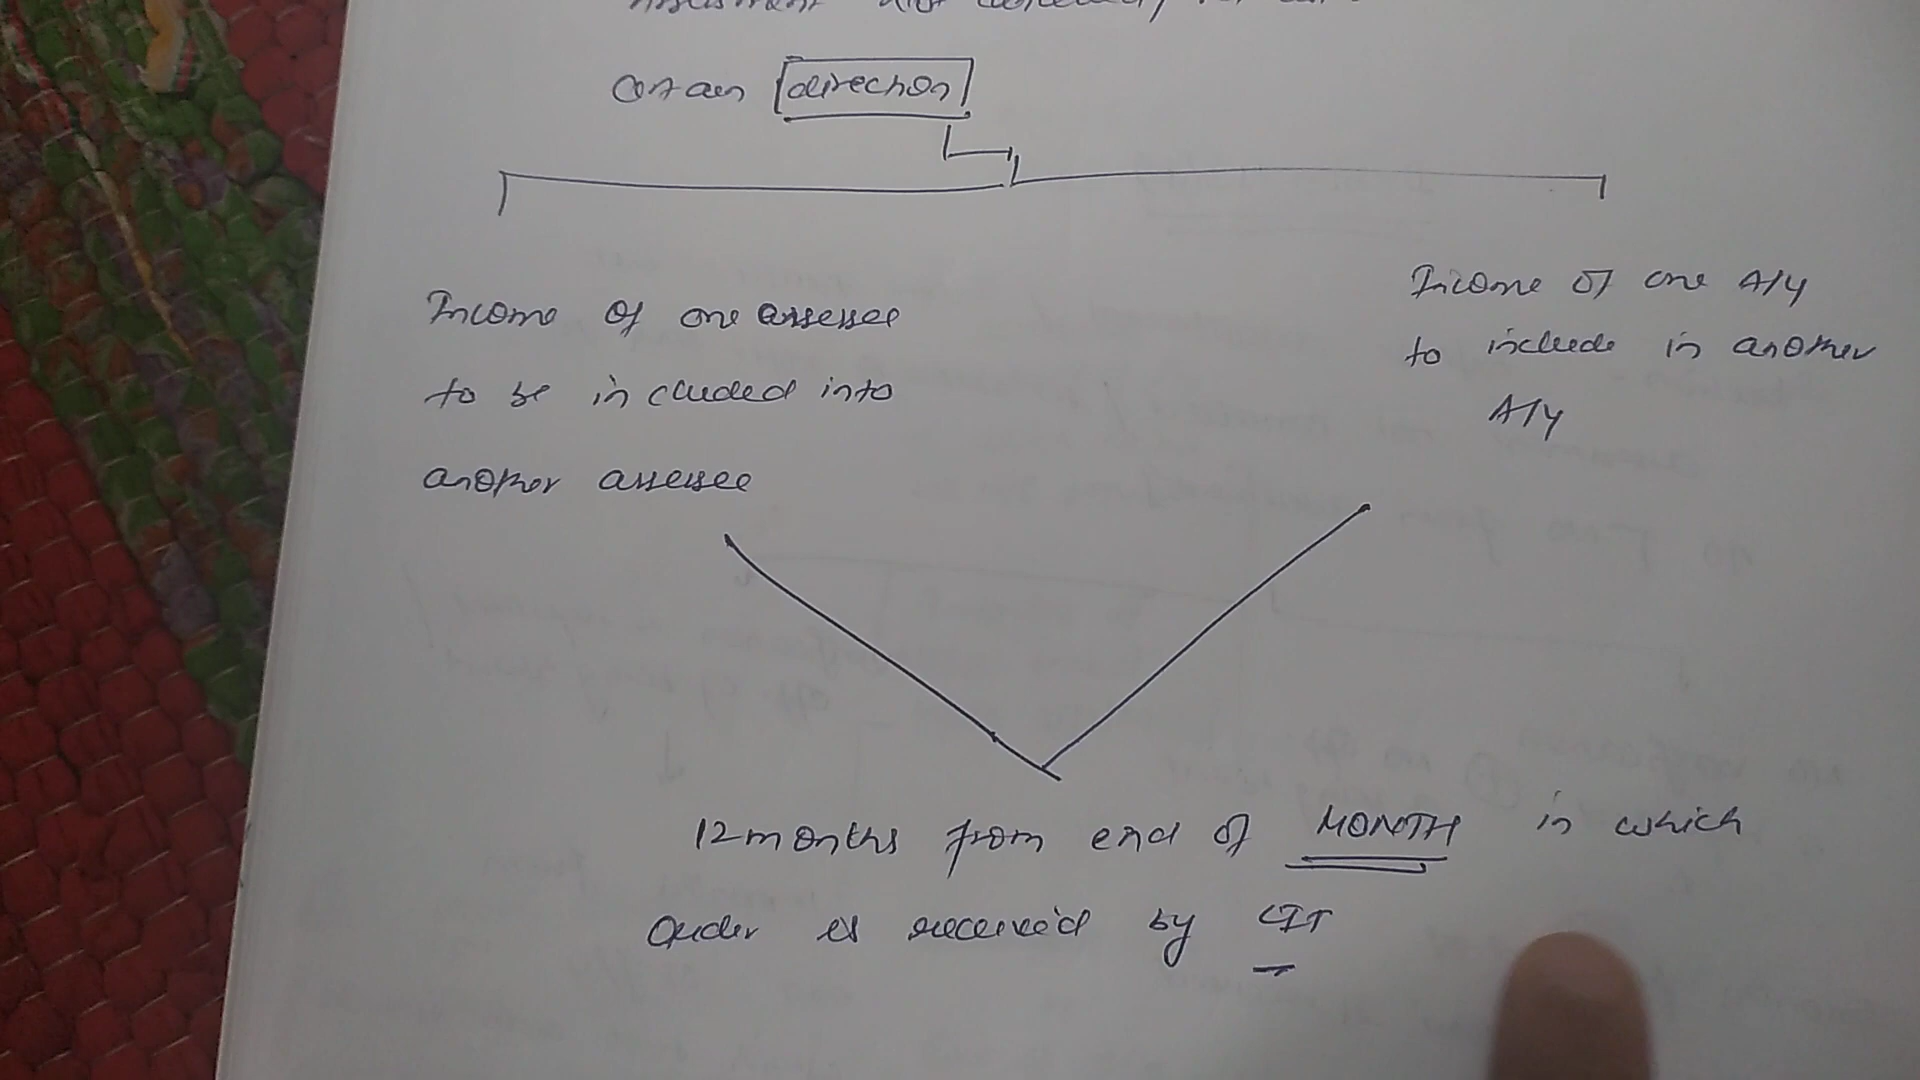 certain direction
Income of one assessee
to be included into
another assessee
Income of one A/y
to include in another
A/y
12 months from end of MONTH in which
order is received by CIT